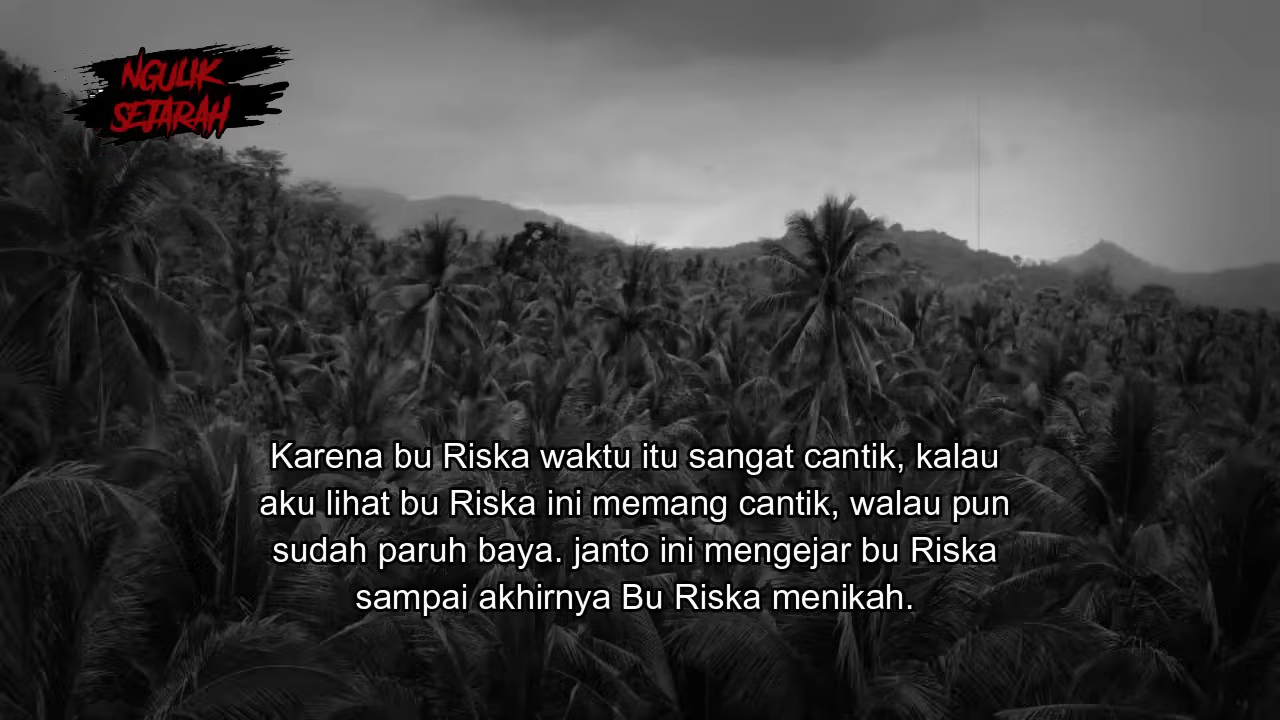 NGULIK
SEJARAH
Karena bu Riska waktu itu sangat cantik, kalau
aku lihat bu Riska ini memang cantik, walau pun
sudah paruh baya. janto ini mengejar bu Riska
sampai akhirnya Bu Riska menikah.